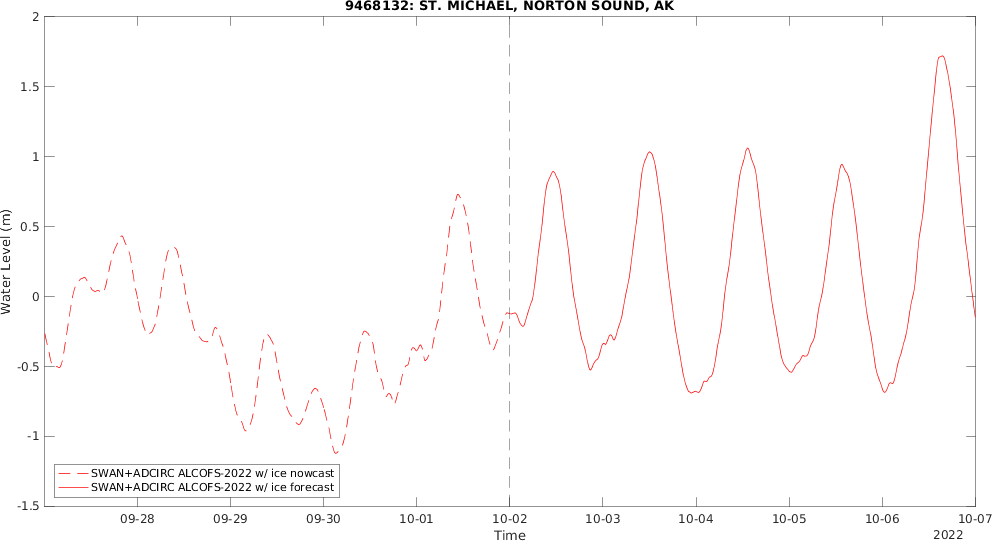 9468132: ST. MICHAEL, NORTON SOUND, AK
2
1.5
1
0.5
0
-0.5
-1
-1.5
Water Level (m)
SWAN+ADCIRC ALCOFS-2022 w/ ice nowcast
SWAN+ADCIRC ALCOFS-2022 w/ ice forecast
09-28 09-29 09-30 10-01 10-02 10-03 10-04 10-05 10-06 10-07
Time
2022